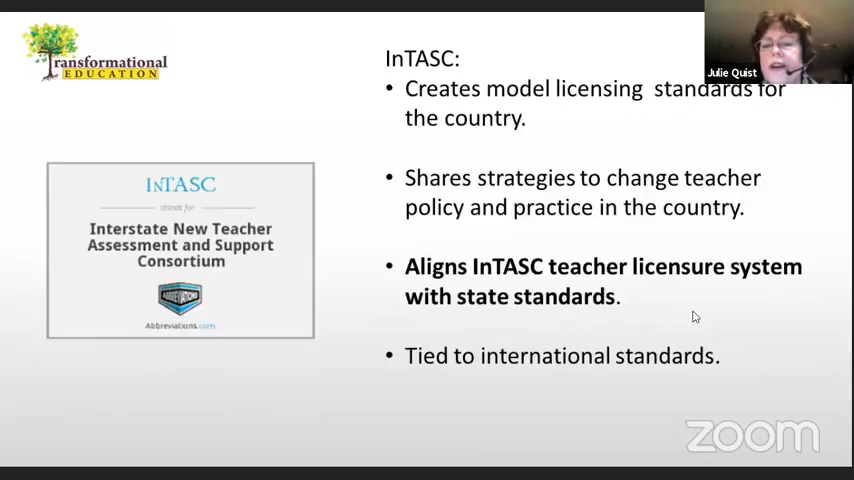 Transformational
EDUCATION
InTASC
stands for
Interstate New Teacher
Assessment and Support
Consortium
ABBREVIATIONS
Abbreviations.com
InTASC:
• Creates model licensing standards for
the country.
• Shares strategies to change teacher
policy and practice in the country.
• Aligns InTASC teacher licensure system
with state standards.
• Tied to international standards.
Julie Quist
zoom